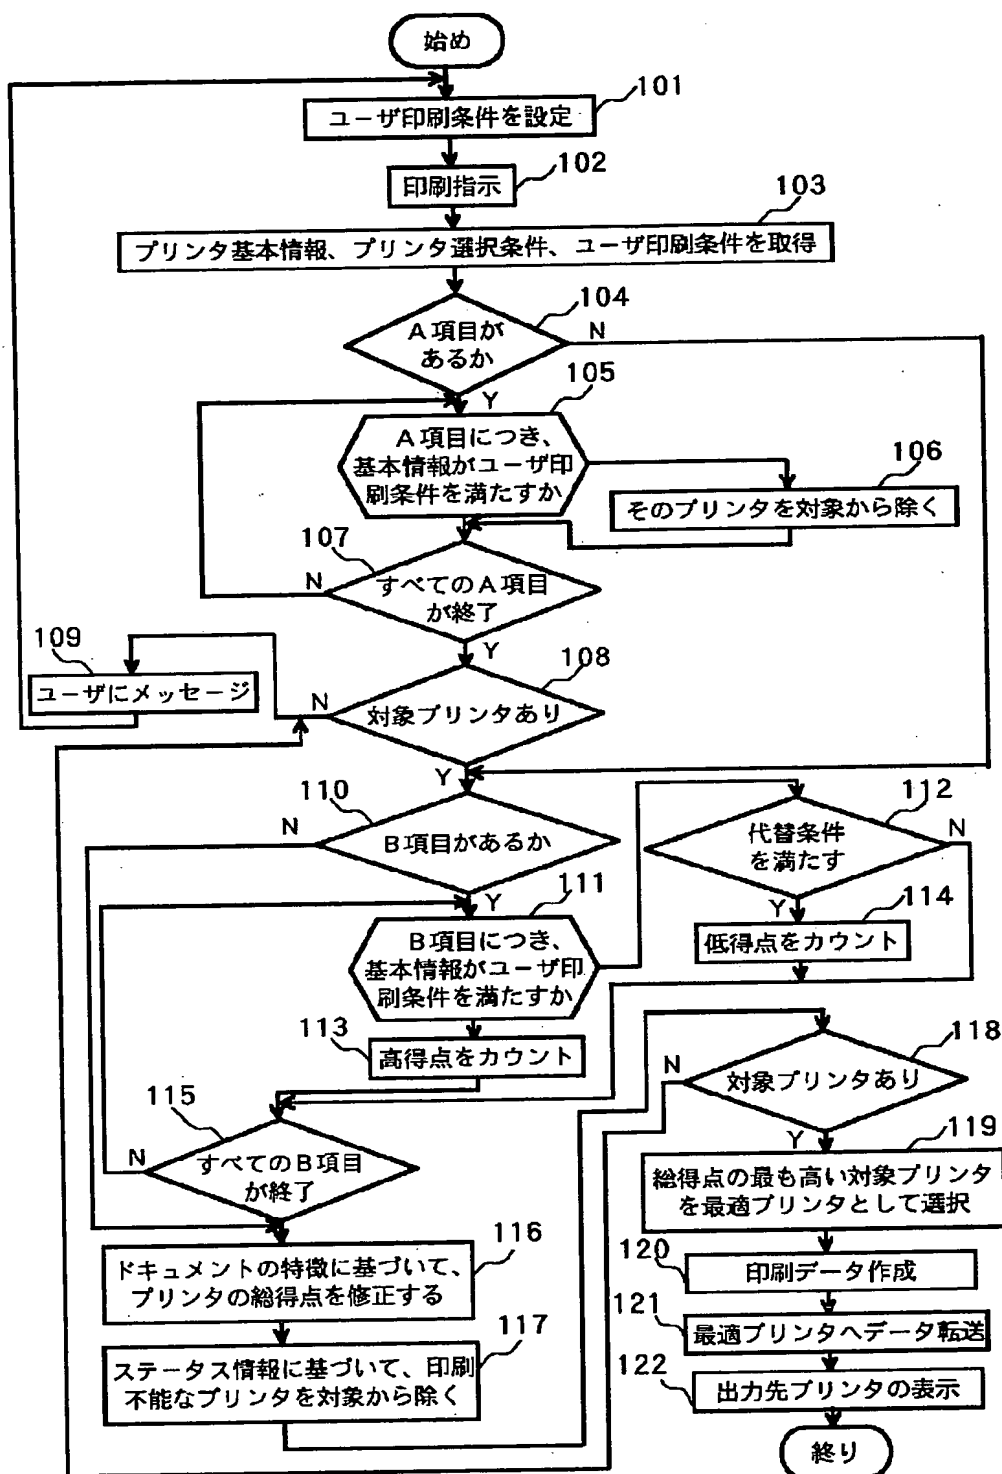 始め
101
ユーザ印刷条件を設定
102
印刷指示
103
プリンタ基本情報、プリンタ選択条件、ユーザ印刷条件を取得
104
A項目が
あるか
N
Y
105
A項目につき、
基本情報がユーザ印
刷条件を満たすか
106
そのプリンタを対象から除く
107
すべてのA項目
が終了
N
Y
108
対象プリンタあり
N
Y
109
ユーザにメッセージ
110
B項目があるか
N
Y
111
B項目につき、
基本情報がユーザ印
刷条件を満たすか
112
代替条件
を満たす
N
Y
114
低得点をカウント
113
高得点をカウント
115
すべてのB項目
が終了
N
116
ドキュメントの特徴に基づいて、
プリンタの総得点を修正する
117
ステータス情報に基づいて、印刷
不能なプリンタを対象から除く
118
対象プリンタあり
N
Y
119
総得点の最も高い対象プリンタ
を最適プリンタとして選択
120
印刷データ作成
121
最適プリンタへデータ転送
122
出力先プリンタの表示
終り